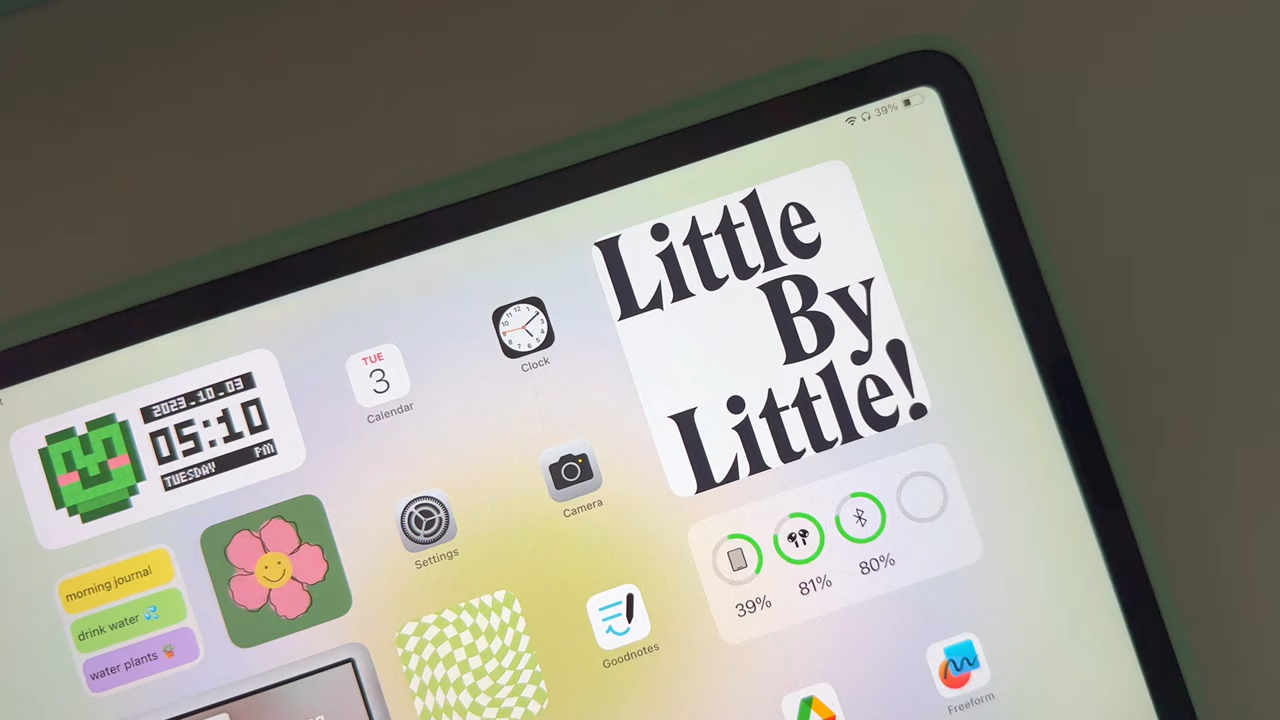 39%
Little
By
Little!
2023.10.03
05:10
TUESDAY PM
TUE
3
Calendar
Clock
Settings
Camera
morning journal
drink water 💦
water plants 🪴
39%
81%
80%
Goodnotes
Freeform